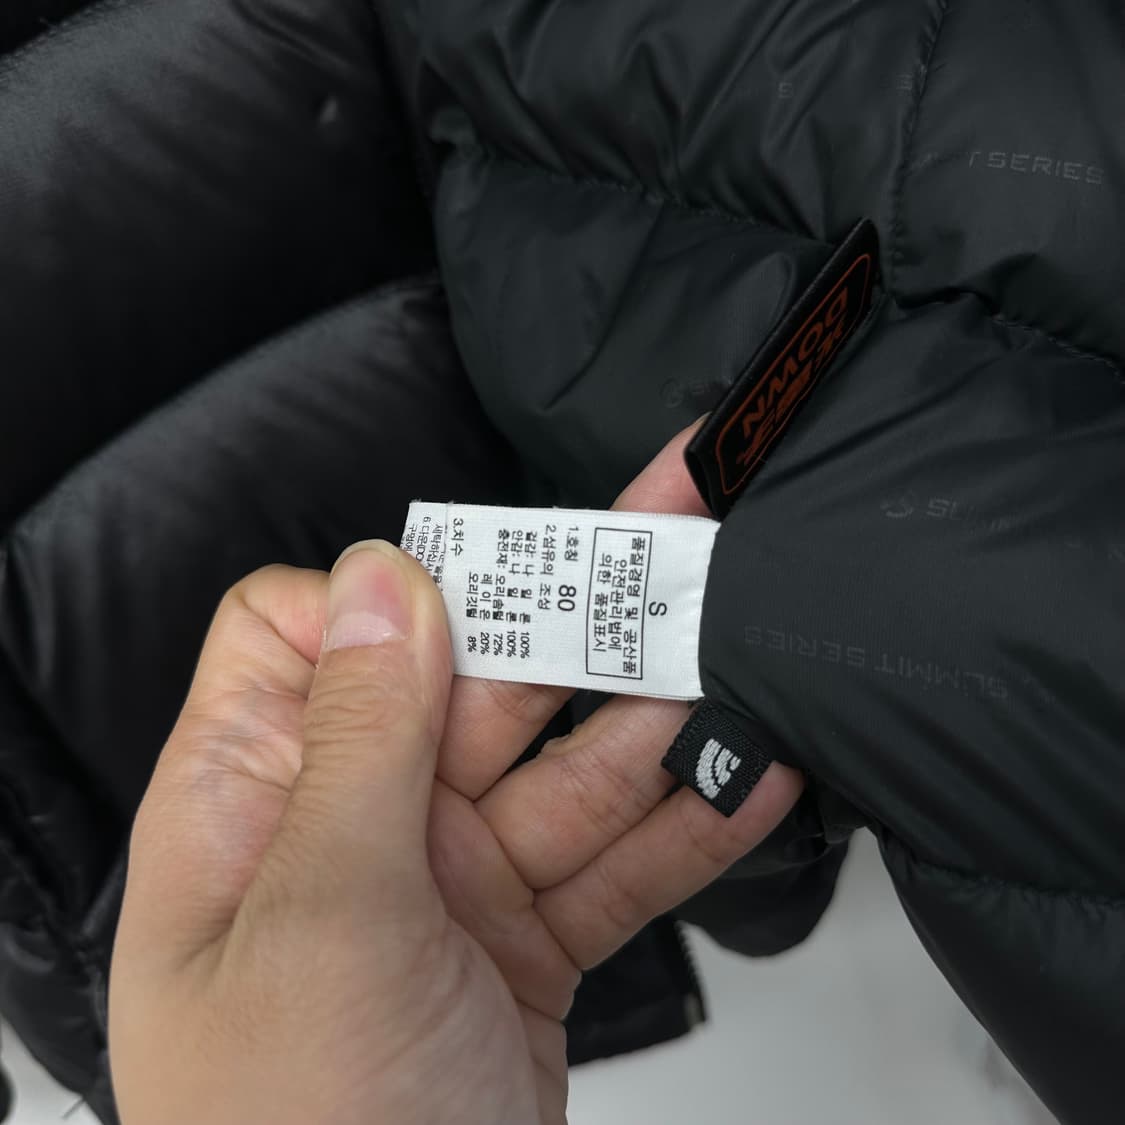 S
품질경영 및 공산품
안전관리법에
의한 품질표시
1.호칭 80
2.섬유의 조성
겉감: 나 일 론 100%
안감: 나 일 론 100%
충전재: 오리솜털 72%
레 이 온 20%
오리깃털 8%
3.치수
DOWN
SUMMIT SERIES
T SERIES